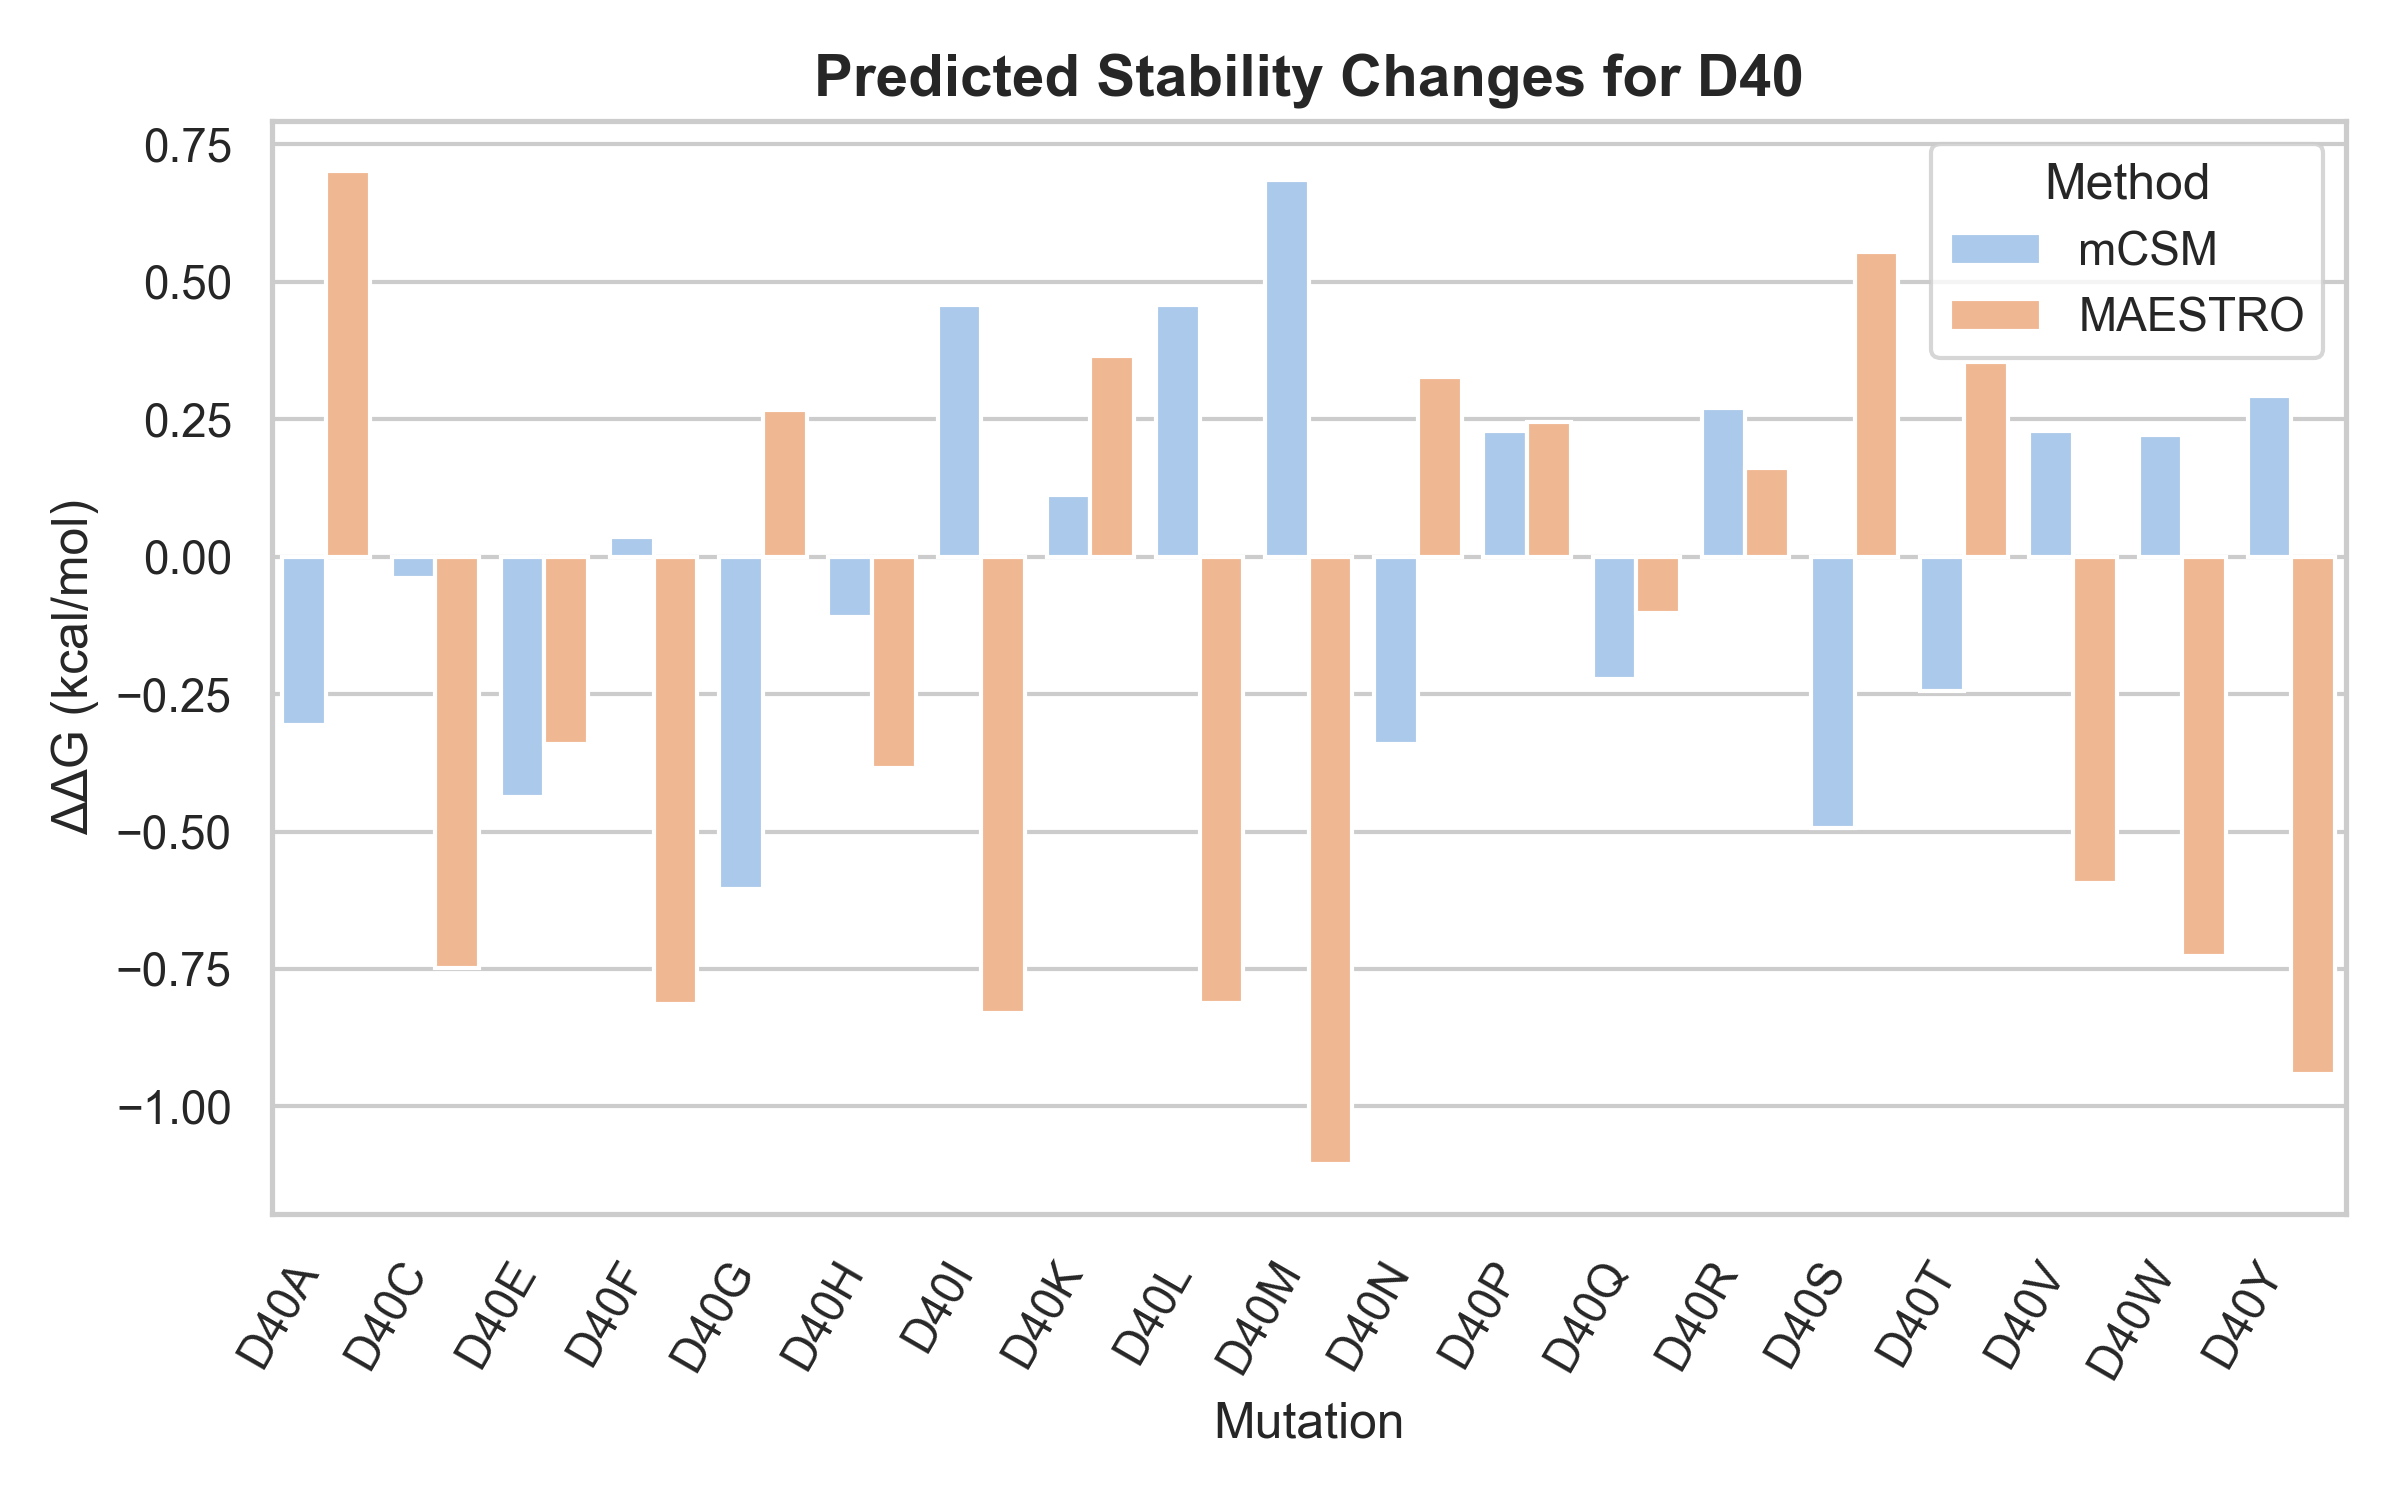 Predicted Stability Changes for D40
Method
mCSM
MAESTRO
ΔΔG (kcal/mol)
0.75
0.50
0.25
0.00
−0.25
−0.50
−0.75
−1.00
D40A
D40C
D40E
D40F
D40G
D40H
D40I
D40K
D40L
D40M
D40N
D40P
D40Q
D40R
D40S
D40T
D40V
D40W
D40Y
Mutation